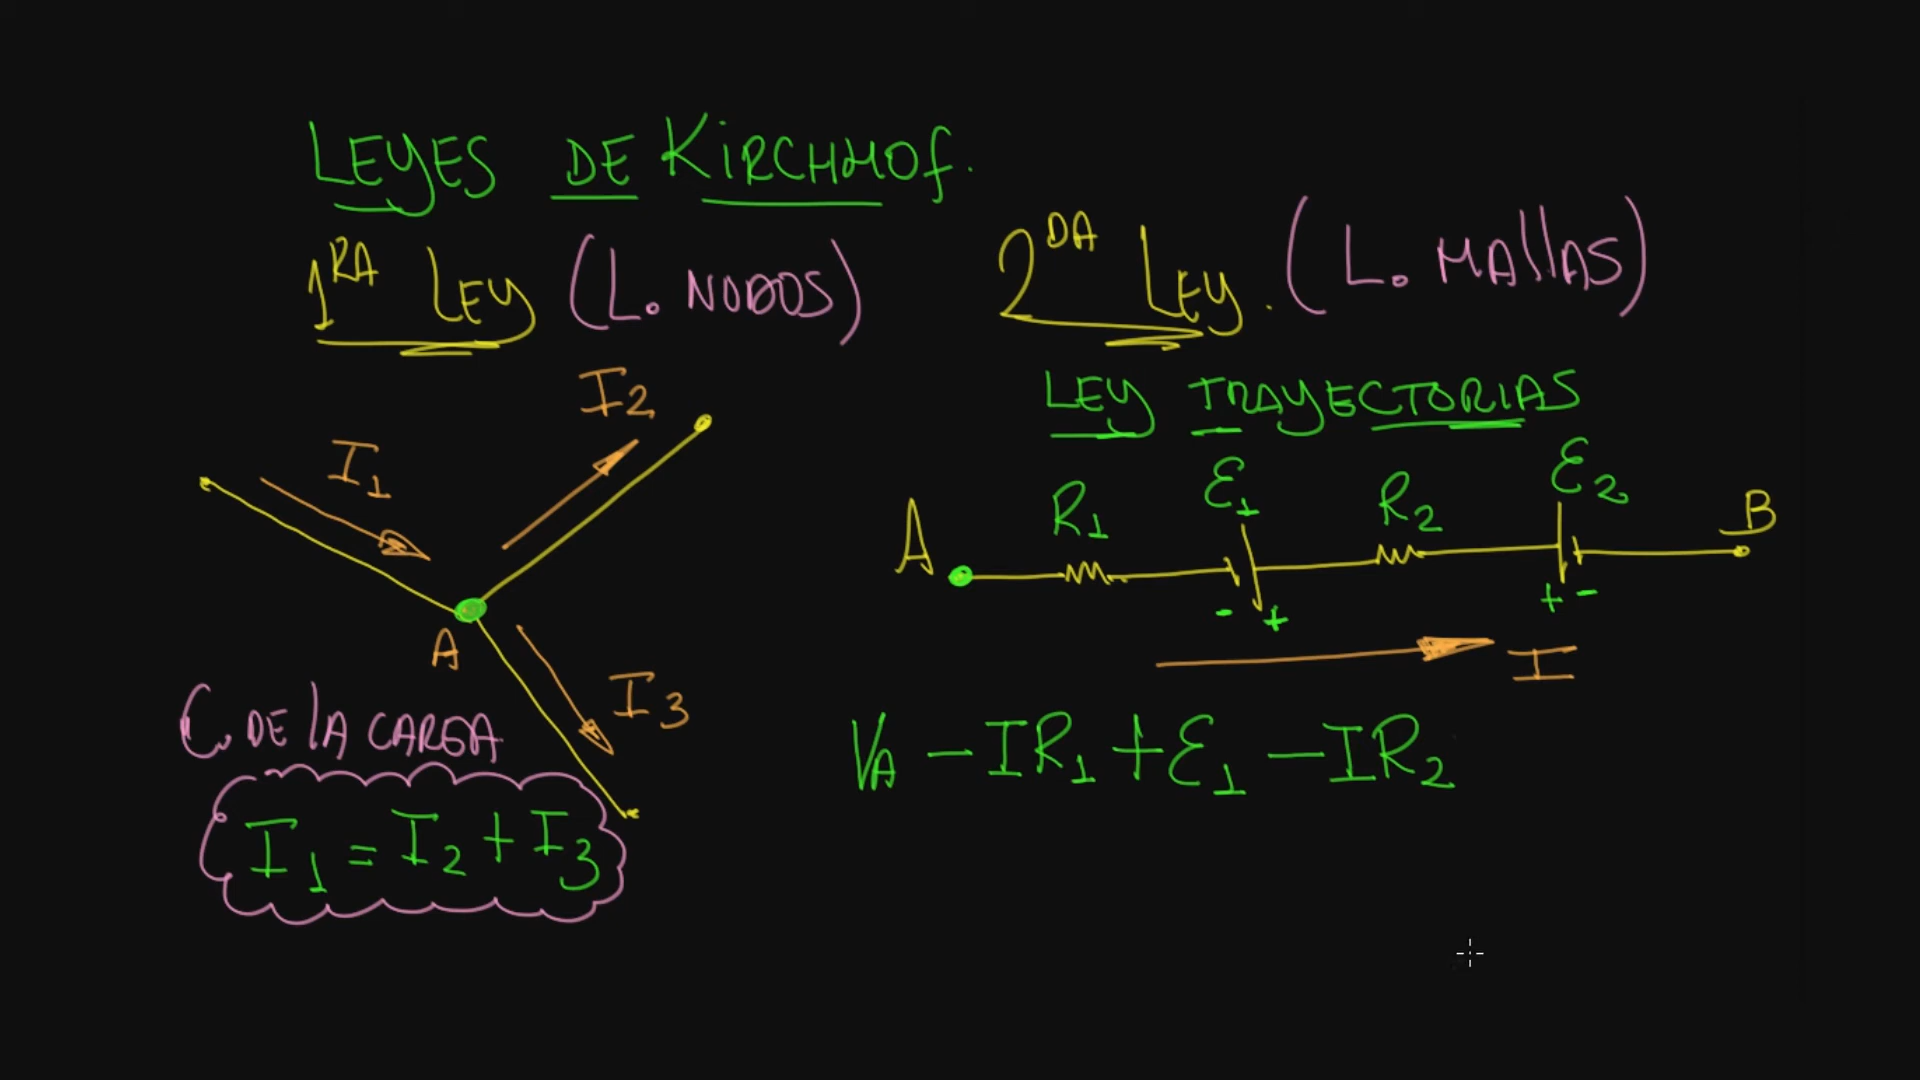 LEYES DE KIRCHHOf.
1RA LEY (L. NODOS)
I1
I2
A
I3
C. DE lA CARGA
I1 = I2 + I3
2DA LEY. (L. MAllAS)
LEY TRAYECTORIAS
A R1 ε1 R2 ε2 B
- + + -
I
VA - IR1 + ε1 - IR2